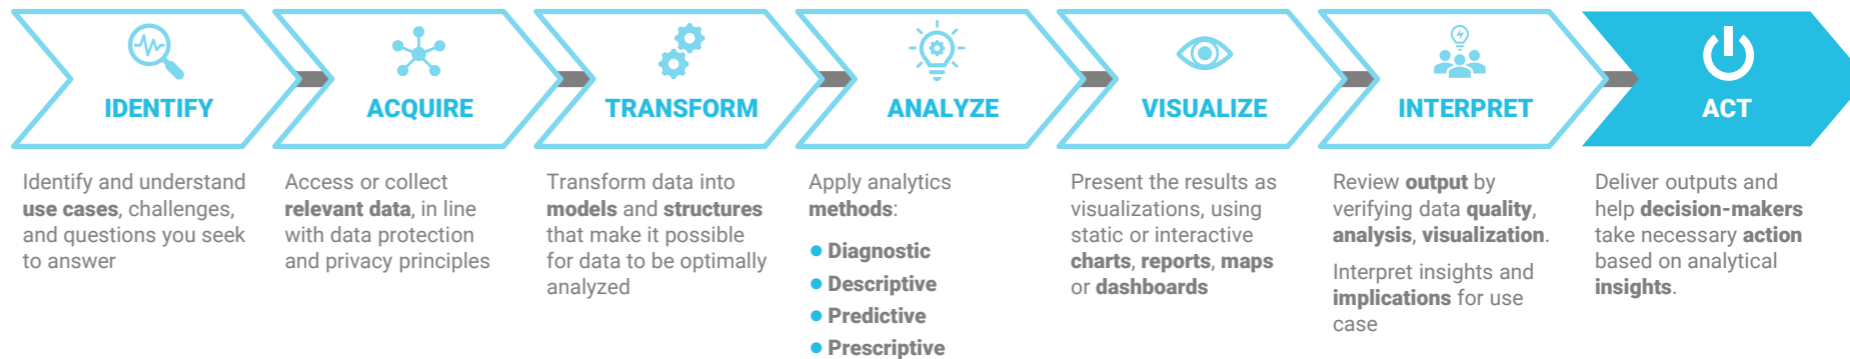 IDENTIFY
ACQUIRE
TRANSFORM
ANALYZE
VISUALIZE
INTERPRET
ACT
Identify and understand
use cases, challenges,
and questions you seek
to answer
Access or collect
relevant data, in line
with data protection
and privacy principles
Transform data into
models and structures
that make it possible
for data to be optimally
analyzed
Apply analytics
methods:
• Diagnostic
• Descriptive
• Predictive
• Prescriptive
Present the results as
visualizations, using
static or interactive
charts, reports, maps
or dashboards
Review output by
verifying data quality,
analysis, visualization.
Interpret insights and
implications for use
case
Deliver outputs and
help decision-makers
take necessary action
based on analytical
insights.